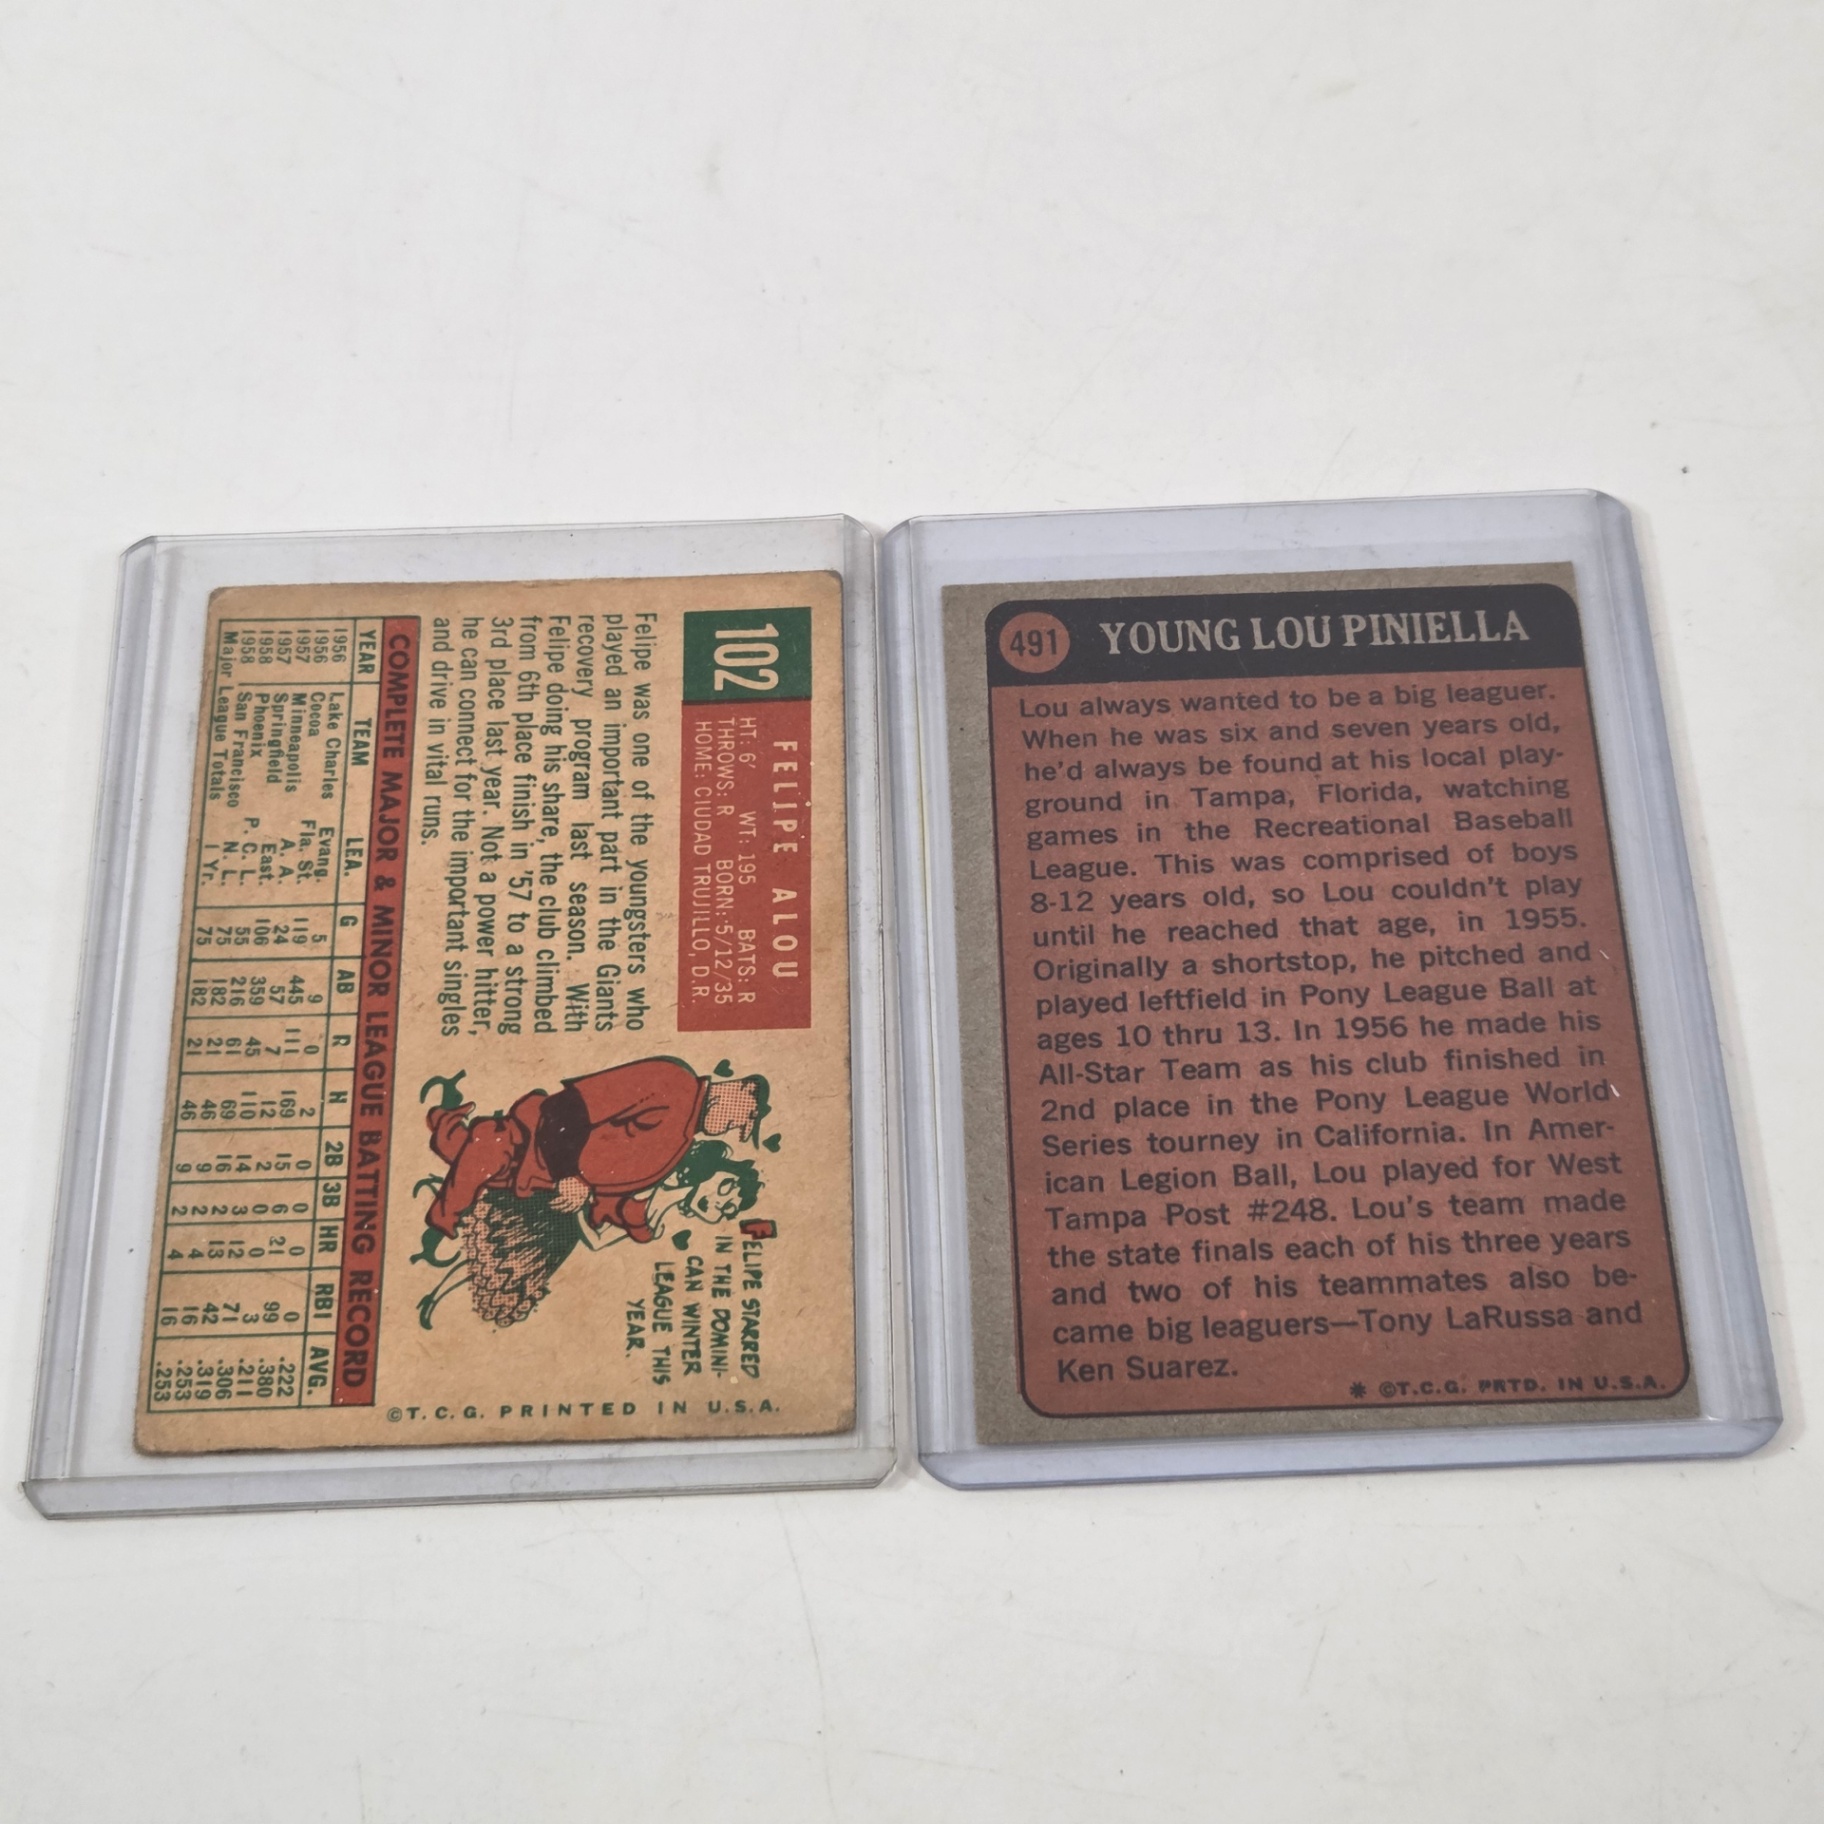 102
FELIPE ALOU
HT: 6' WT: 195 BATS: R
THROWS: R BORN: 5/12/35
HOME: CIUDAD TRUJILLO, D.R.
Felipe was one of the youngsters who
played an important part in the Giants
recovery program last season. With
Felipe doing his share, the club climbed
from 6th place finish in '57 to a strong
3rd place last year. Not a power hitter,
he can connect for the important singles
and drive in vital runs.
FELIPE STARRED
IN THE DOMINI-
CAN WINTER
LEAGUE THIS
YEAR.
COMPLETE MAJOR & MINOR LEAGUE BATTING RECORD
YEAR TEAM LEA. G AB R H 2B 3B HR RBI AVG.
1956 Lake Charles Evang. 5 9 0 2 0 0 0 0 .222
1956 Cocoa Fla. St. 119 445 111 169 15 6 21 99 .380
1957 Minneapolis A. A. 24 57 7 12 2 0 0 3 .211
1957 Springfield East. 106 359 45 110 14 3 12 71 .306
1958 Phoenix P. C. L. 55 216 61 69 16 2 13 42 .319
1958 San Francisco N. L. 75 182 21 46 9 2 4 16 .253
Major League Totals 1 Yr. 75 182 21 46 9 2 4 16 .253
©T. C. G. PRINTED IN U.S.A.
491 YOUNG LOU PINIELLA
Lou always wanted to be a big leaguer.
When he was six and seven years old,
he'd always be found at his local play-
ground in Tampa, Florida, watching
games in the Recreational Baseball
League. This was comprised of boys
8-12 years old, so Lou couldn't play
until he reached that age, in 1955.
Originally a shortstop, he pitched and
played leftfield in Pony League Ball at
ages 10 thru 13. In 1956 he made his
All-Star Team as his club finished in
2nd place in the Pony League World
Series tourney in California. In Amer-
ican Legion Ball, Lou played for West
Tampa Post #248. Lou's team made
the state finals each of his three years
and two of his teammates also be-
came big leaguers—Tony LaRussa and
Ken Suarez.
* ©T.C.G. PRTD. IN U.S.A.